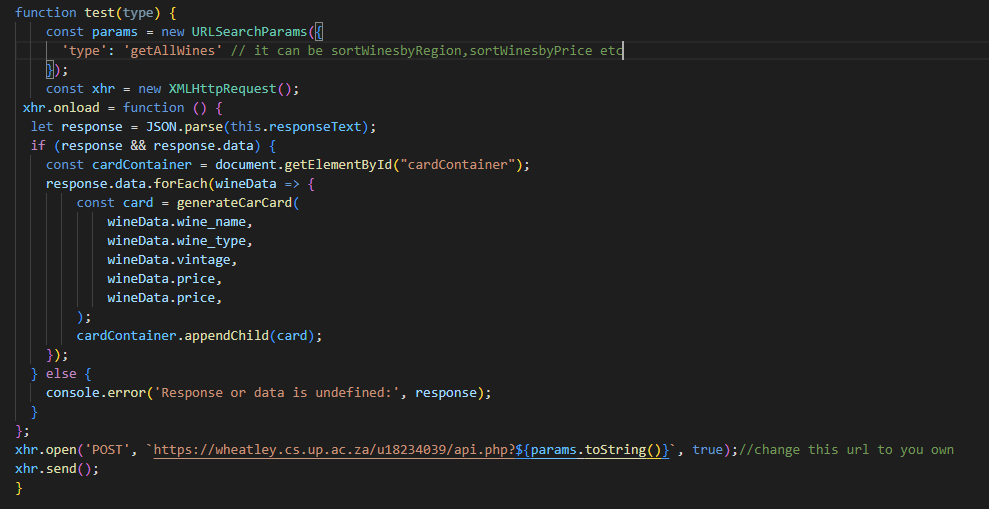 function test(type) {
    const params = new URLSearchParams({
      'type': 'getAllWines' // it can be sortWinesbyRegion,sortWinesbyPrice etc
    });
    const xhr = new XMLHttpRequest();
 xhr.onload = function () {
  let response = JSON.parse(this.responseText);
  if (response && response.data) {
    const cardContainer = document.getElementById("cardContainer");
    response.data.forEach(wineData => {
        const card = generateCarCard(
            wineData.wine_name,
            wineData.wine_type,
            wineData.vintage,
            wineData.price,
            wineData.price,
        );
        cardContainer.appendChild(card);
    });
  } else {
    console.error('Response or data is undefined:', response);
  }
};
xhr.open('POST', `https://wheatley.cs.up.ac.za/u18234039/api.php?${params.toString()}`, true);//change this url to you own
xhr.send();
}